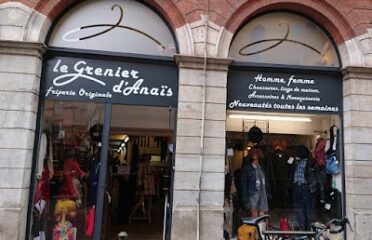 le Grenier
d'Anaïs
friperie Originale
Homme, femme
Chaussures, linge de maison,
Accessoires & Maroquinerie
Nouveautés toutes les semaines